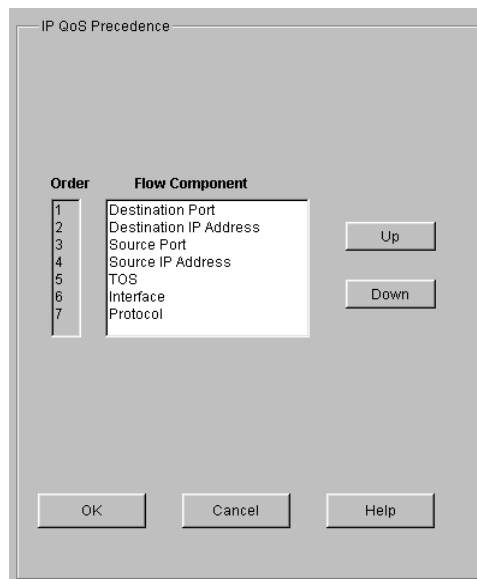 IP QoS Precedence
Order Flow Component
1 Destination Port
2 Destination IP Address
3 Source Port
4 Source IP Address
5 TOS
6 Interface
7 Protocol
Up
Down
OK Cancel Help